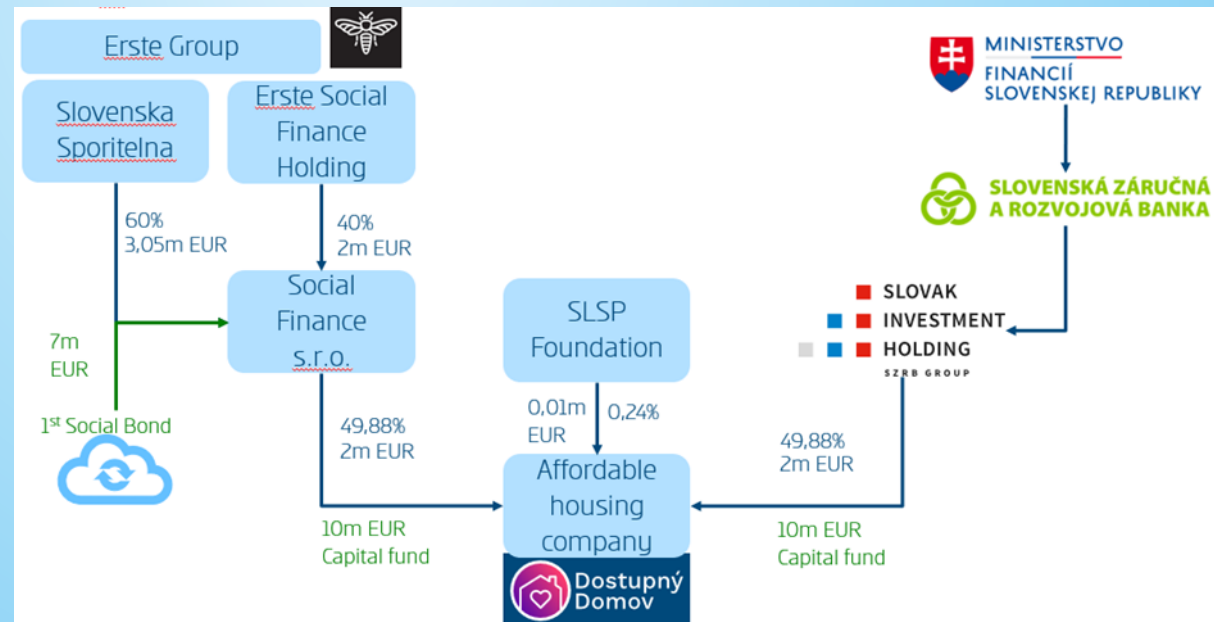 Erste Group
Slovenska
Sporitelna
Erste Social
Finance
Holding
60%
3,05m EUR
40%
2m EUR
Social
Finance
s.r.o.
7m
EUR
1st Social Bond
49,88%
2m EUR
10m EUR
Capital fund
SLSP
Foundation
0,01m
EUR
0,24%
Affordable
housing
company
Dostupný
Domov
MINISTERSTVO
FINANCIÍ
SLOVENSKEJ REPUBLIKY
SLOVENSKÁ ZÁRUČNÁ
A ROZVOJOVÁ BANKA
SLOVAK
INVESTMENT
HOLDING
SZRB GROUP
49,88%
2m EUR
10m EUR
Capital fund